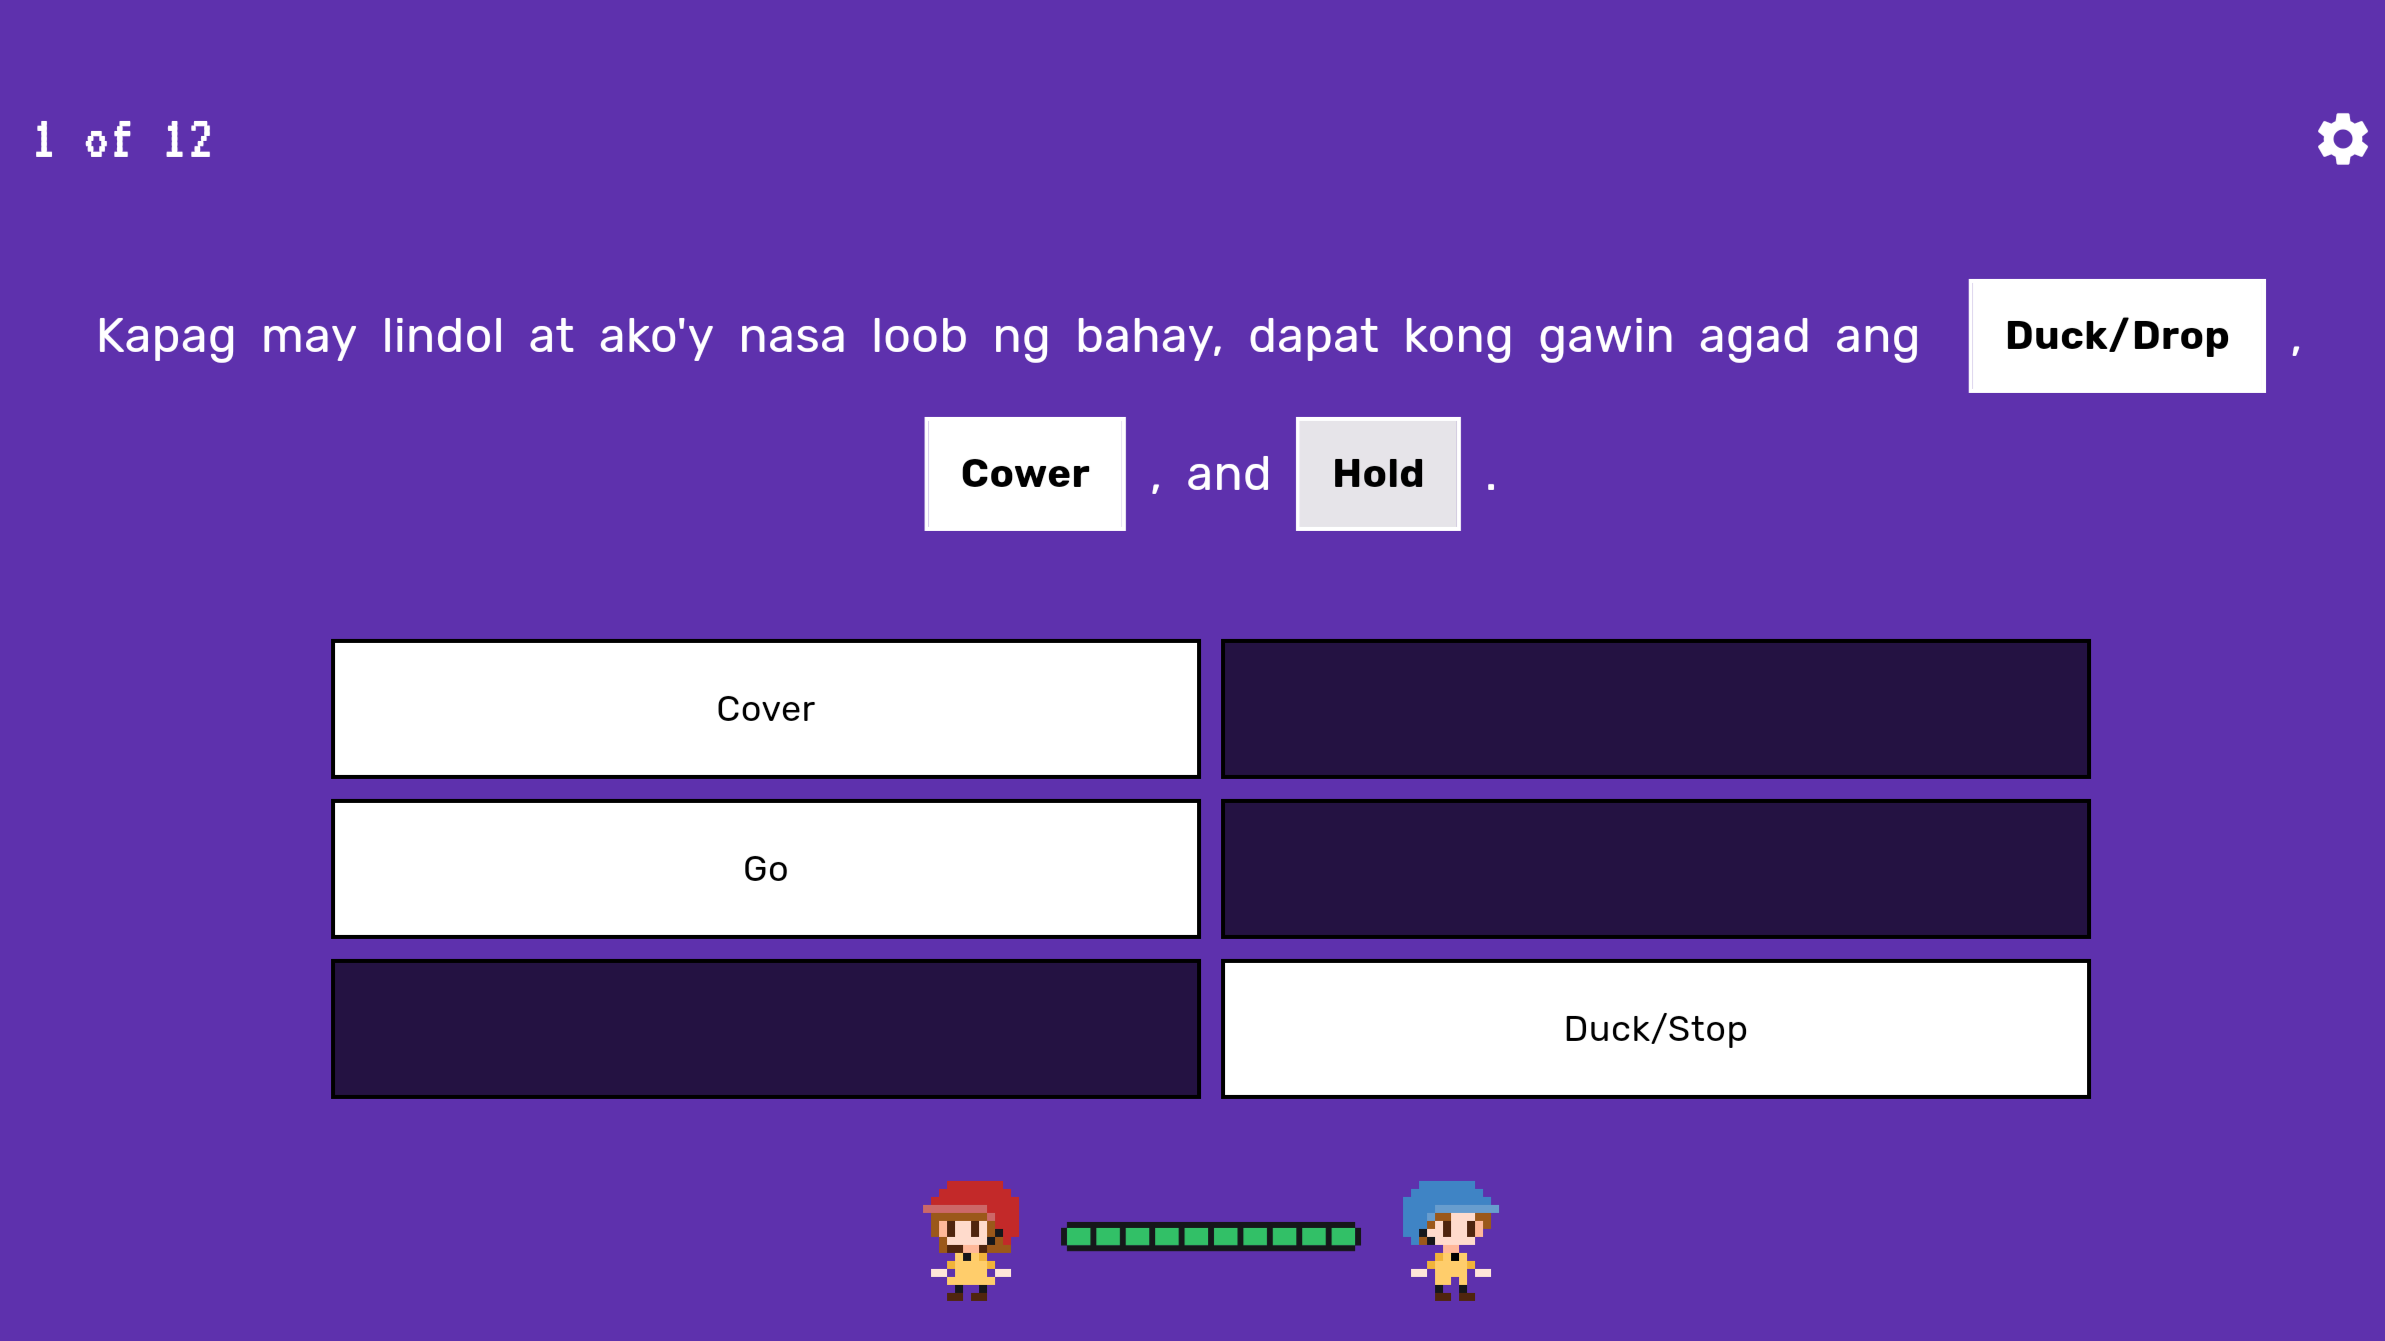 1 of 12
Kapag may lindol at ako'y nasa loob ng bahay, dapat kong gawin agad ang Duck/Drop ,
Cower , and Hold .
Cover
Go
Duck/Stop